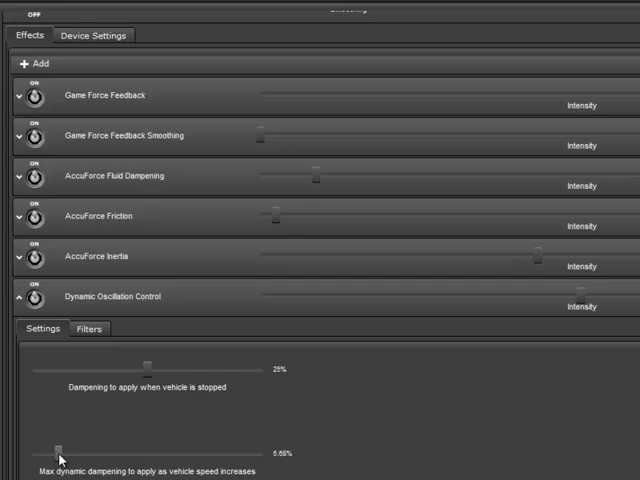 OFF
Effects
Device Settings
Add
ON
Game Force Feedback
Intensity
ON
Game Force Feedback Smoothing
Intensity
ON
AccuForce Fluid Dampening
Intensity
ON
AccuForce Friction
Intensity
ON
AccuForce Inertia
Intensity
ON
Dynamic Oscillation Control
Intensity
Settings
Filters
25%
Dampening to apply when vehicle is stopped
5.68%
Max dynamic dampening to apply as vehicle speed increases